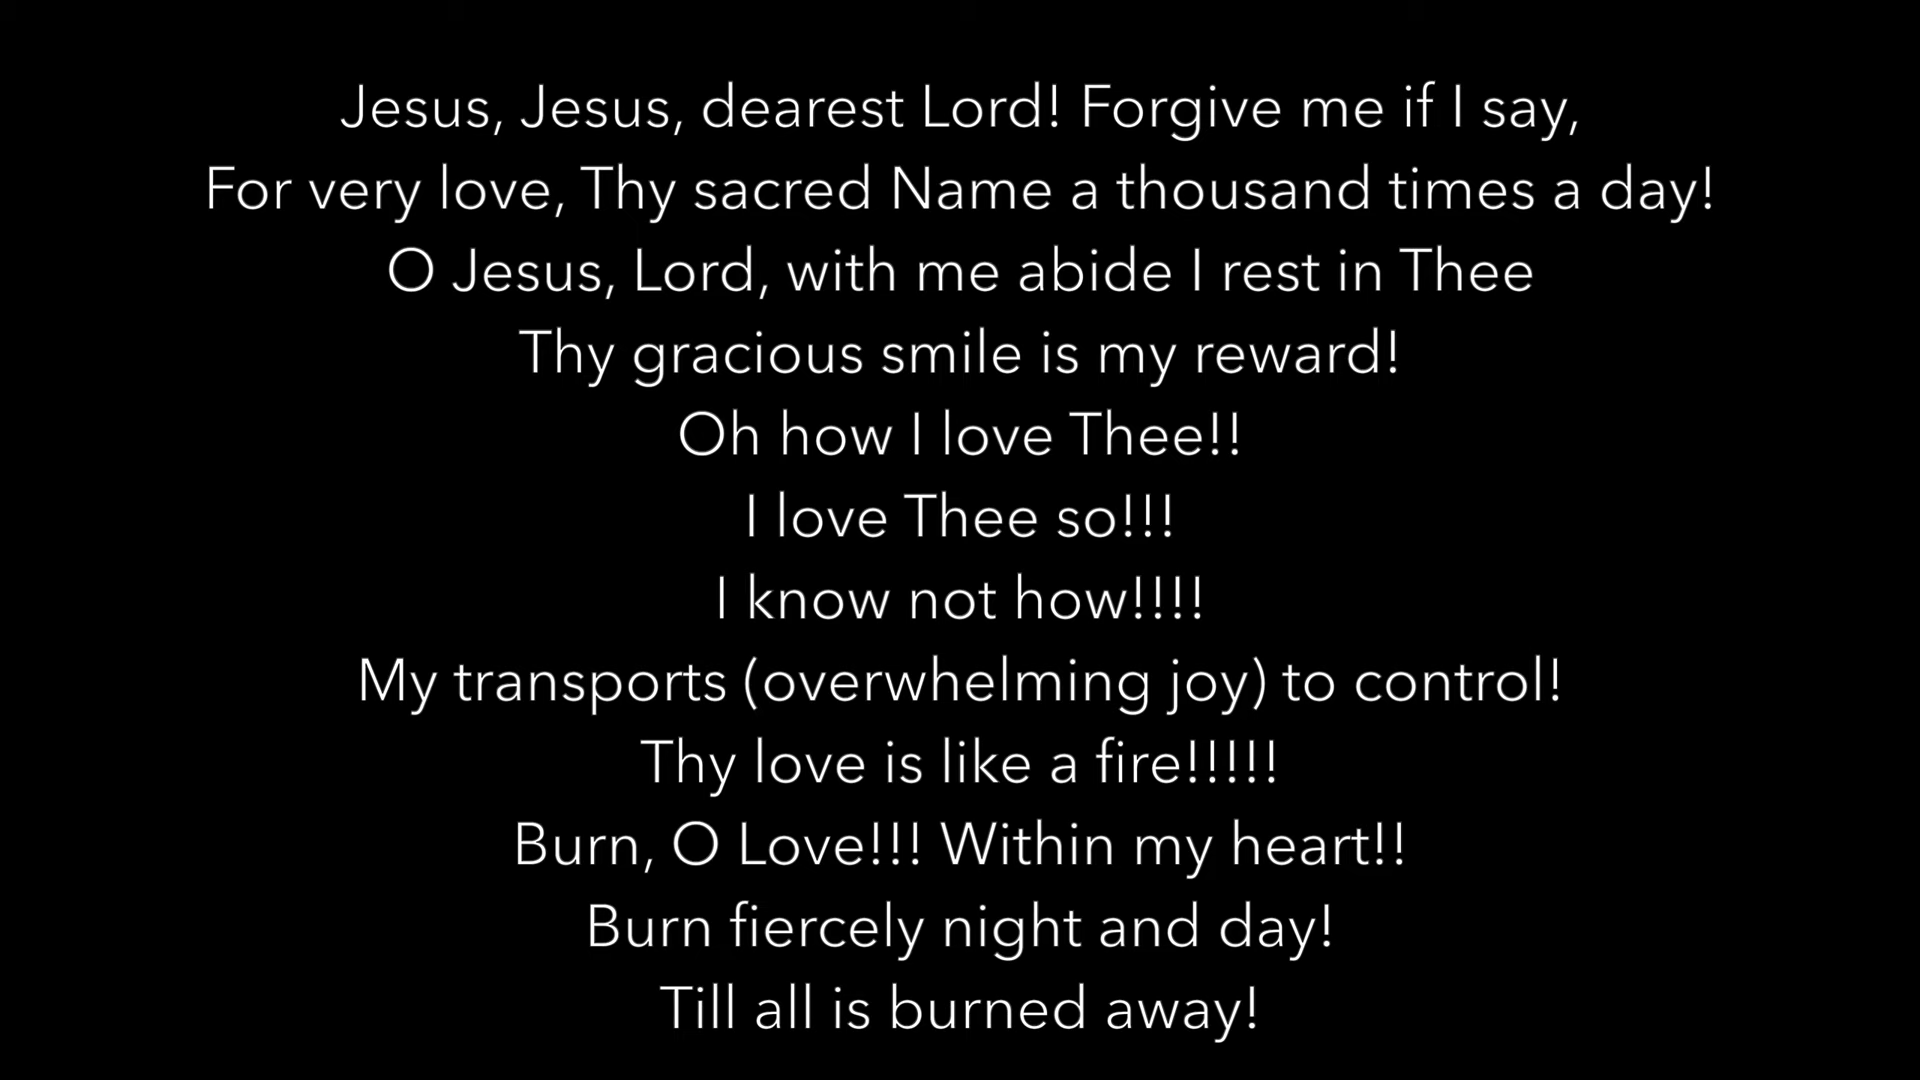 Jesus, Jesus, dearest Lord! Forgive me if I say,
For very love, Thy sacred Name a thousand times a day!
O Jesus, Lord, with me abide I rest in Thee
Thy gracious smile is my reward!
Oh how I love Thee!!
I love Thee so!!!
I know not how!!!!
My transports (overwhelming joy) to control!
Thy love is like a fire!!!!!
Burn, O Love!!! Within my heart!!
Burn fiercely night and day!
Till all is burned away!